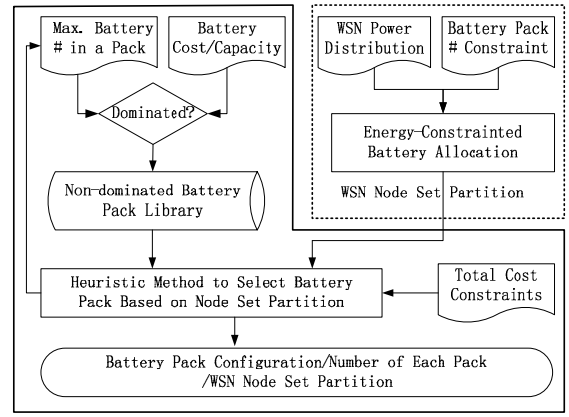 Max. Battery
# in a Pack
Battery
Cost/Capacity
WSN Power
Distribution
Battery Pack
# Constraint
Dominated?
Energy-Constrainted
Battery Allocation
Non-dominated Battery
Pack Library
WSN Node Set Partition
Heuristic Method to Select Battery
Pack Based on Node Set Partition
Total Cost
Constraints
Battery Pack Configuration/Number of Each Pack
/WSN Node Set Partition